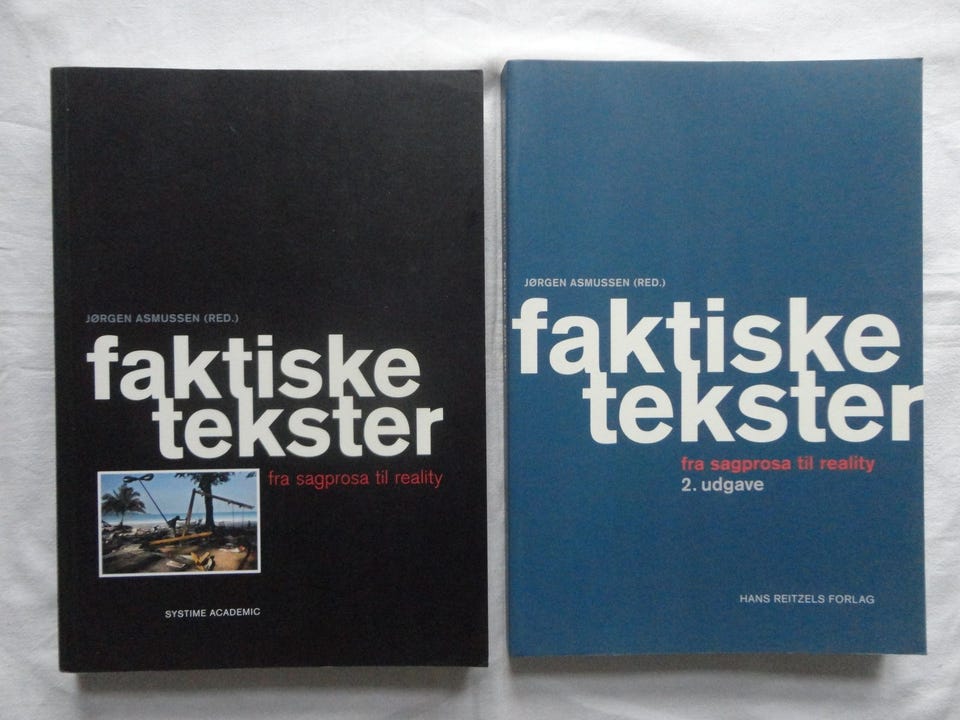 JØRGEN ASMUSSEN (RED.)
faktiske
tekster
fra sagprosa til reality
SYSTIME ACADEMIC
JØRGEN ASMUSSEN (RED.)
faktiske
tekster
fra sagprosa til reality
2. udgave
HANS REITZELS FORLAG